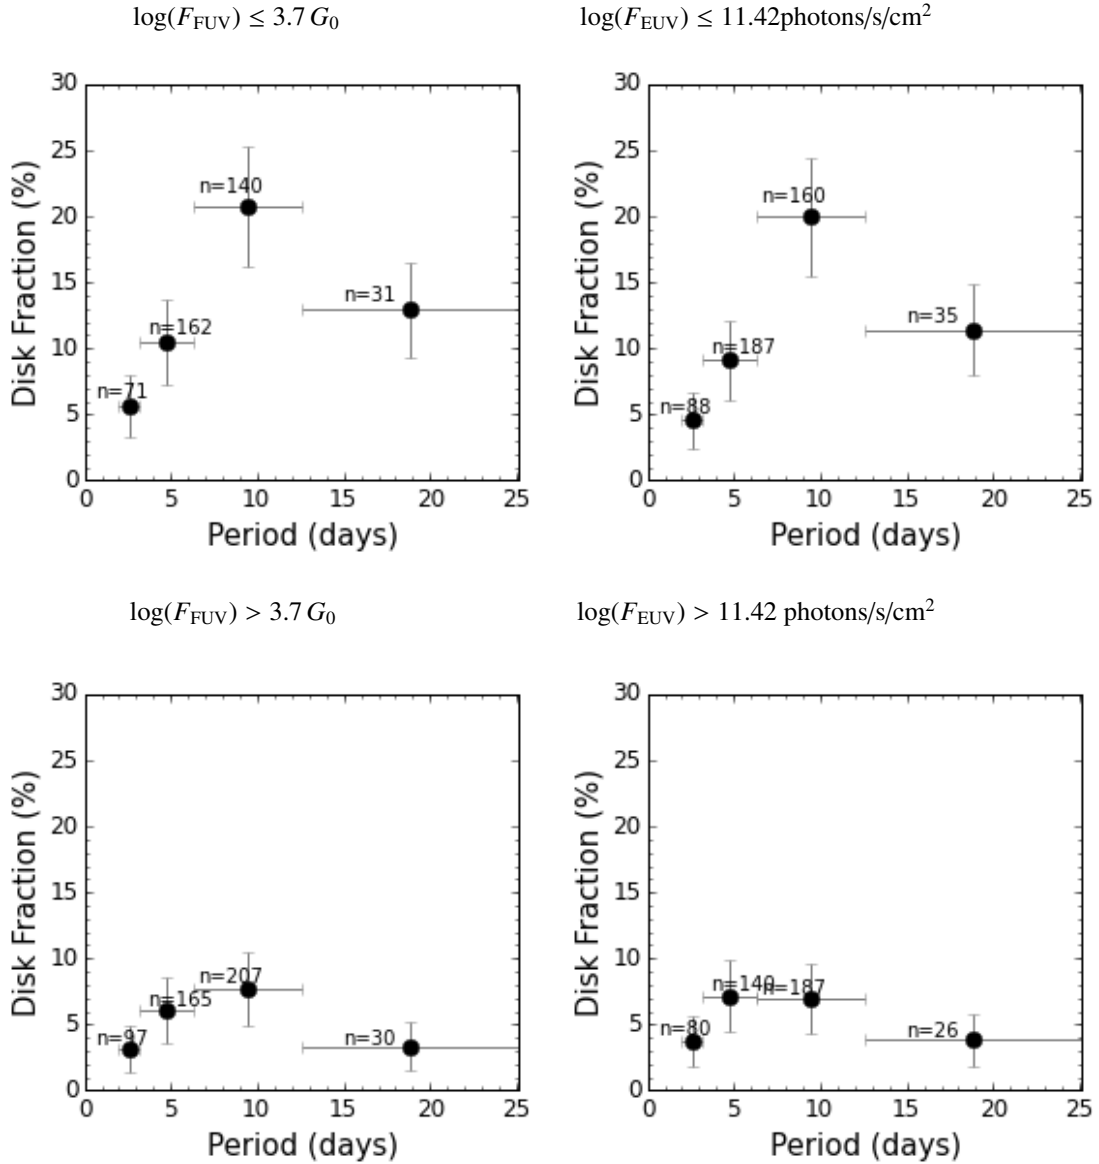 log(F_FUV) ≤ 3.7 G_0
log(F_EUV) ≤ 11.42photons/s/cm²
30
25
20
15
10
5
0
Disk Fraction (%)
n=140
n=31
n=162
n=71
0 5 10 15 20 25
Period (days)
30
25
20
15
10
5
0
Disk Fraction (%)
n=160
n=35
n=187
n=88
0 5 10 15 20 25
Period (days)
log(F_FUV) > 3.7 G_0
log(F_EUV) > 11.42 photons/s/cm²
30
25
20
15
10
5
0
Disk Fraction (%)
n=207
n=165
n=97
n=30
0 5 10 15 20 25
Period (days)
30
25
20
15
10
5
0
Disk Fraction (%)
n=140
n=187
n=80
n=26
0 5 10 15 20 25
Period (days)